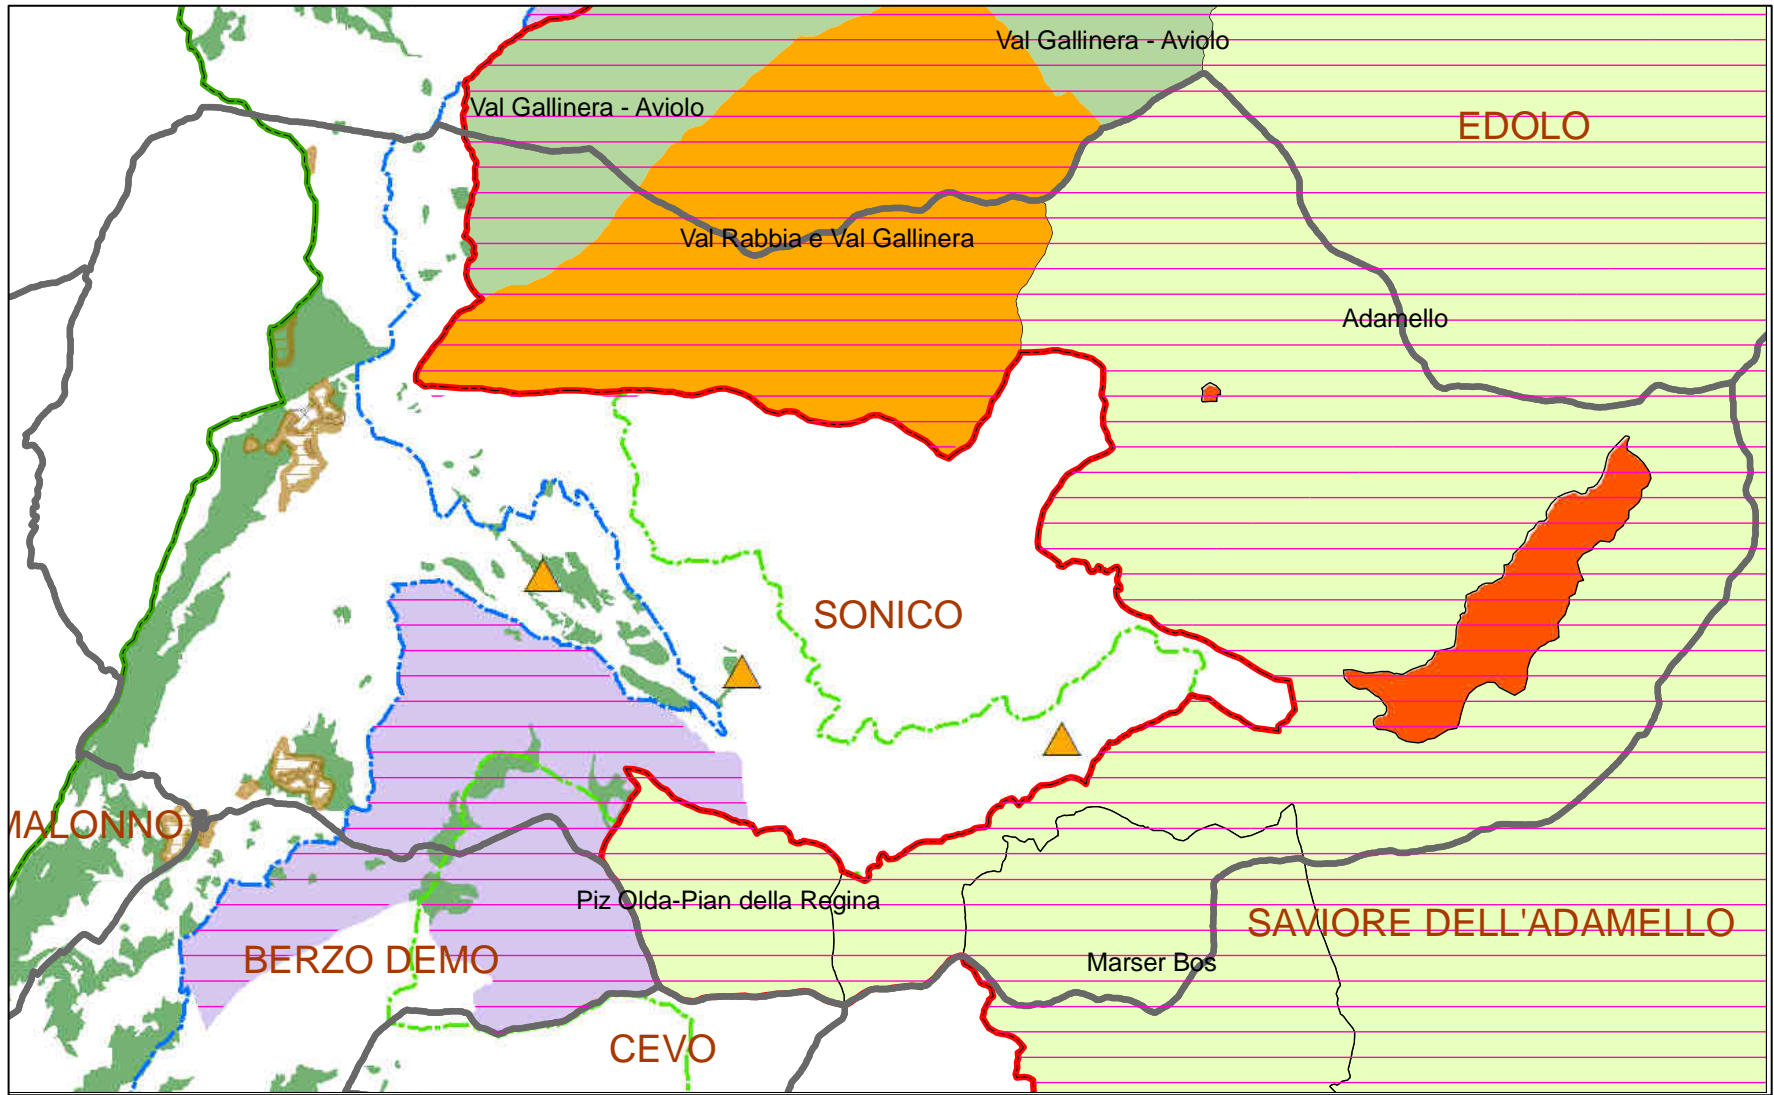 Val Gallinera - Aviolo
Val Gallinera - Aviolo
EDOLO
Val Rabbia e Val Gallinera
Adamello
SONICO
MALONNO
Piz Olda-Pian della Regina
SAVIORE DELL'ADAMELLO
BERZO DEMO
Marser Bos
CEVO